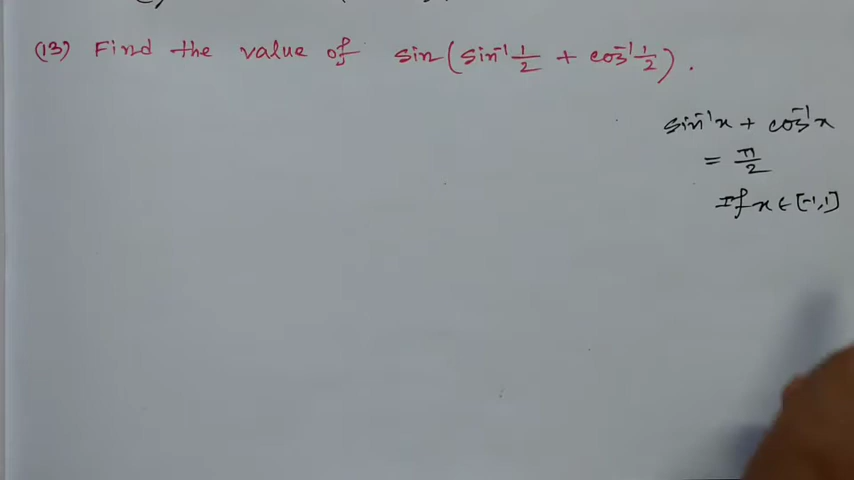 (13) Find the value of sin(sin⁻¹ 1/2 + cos⁻¹ 1/2).
sin⁻¹x + cos⁻¹x
= π/2
If x ∈ [-1,1]